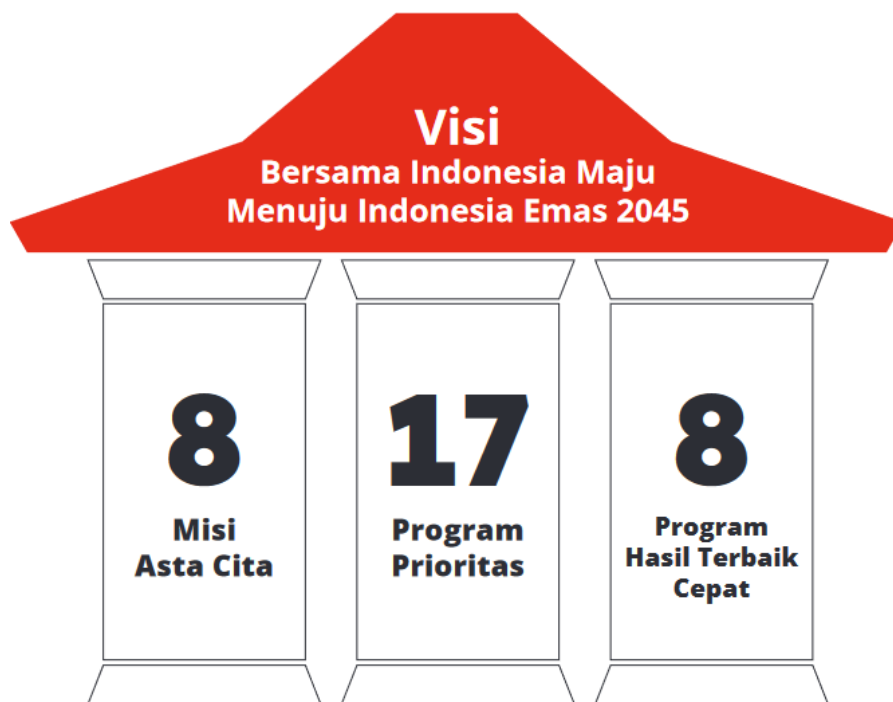 Visi
Bersama Indonesia Maju
Menuju Indonesia Emas 2045
8
Misi
Asta Cita
17
Program
Prioritas
8
Program
Hasil Terbaik
Cepat